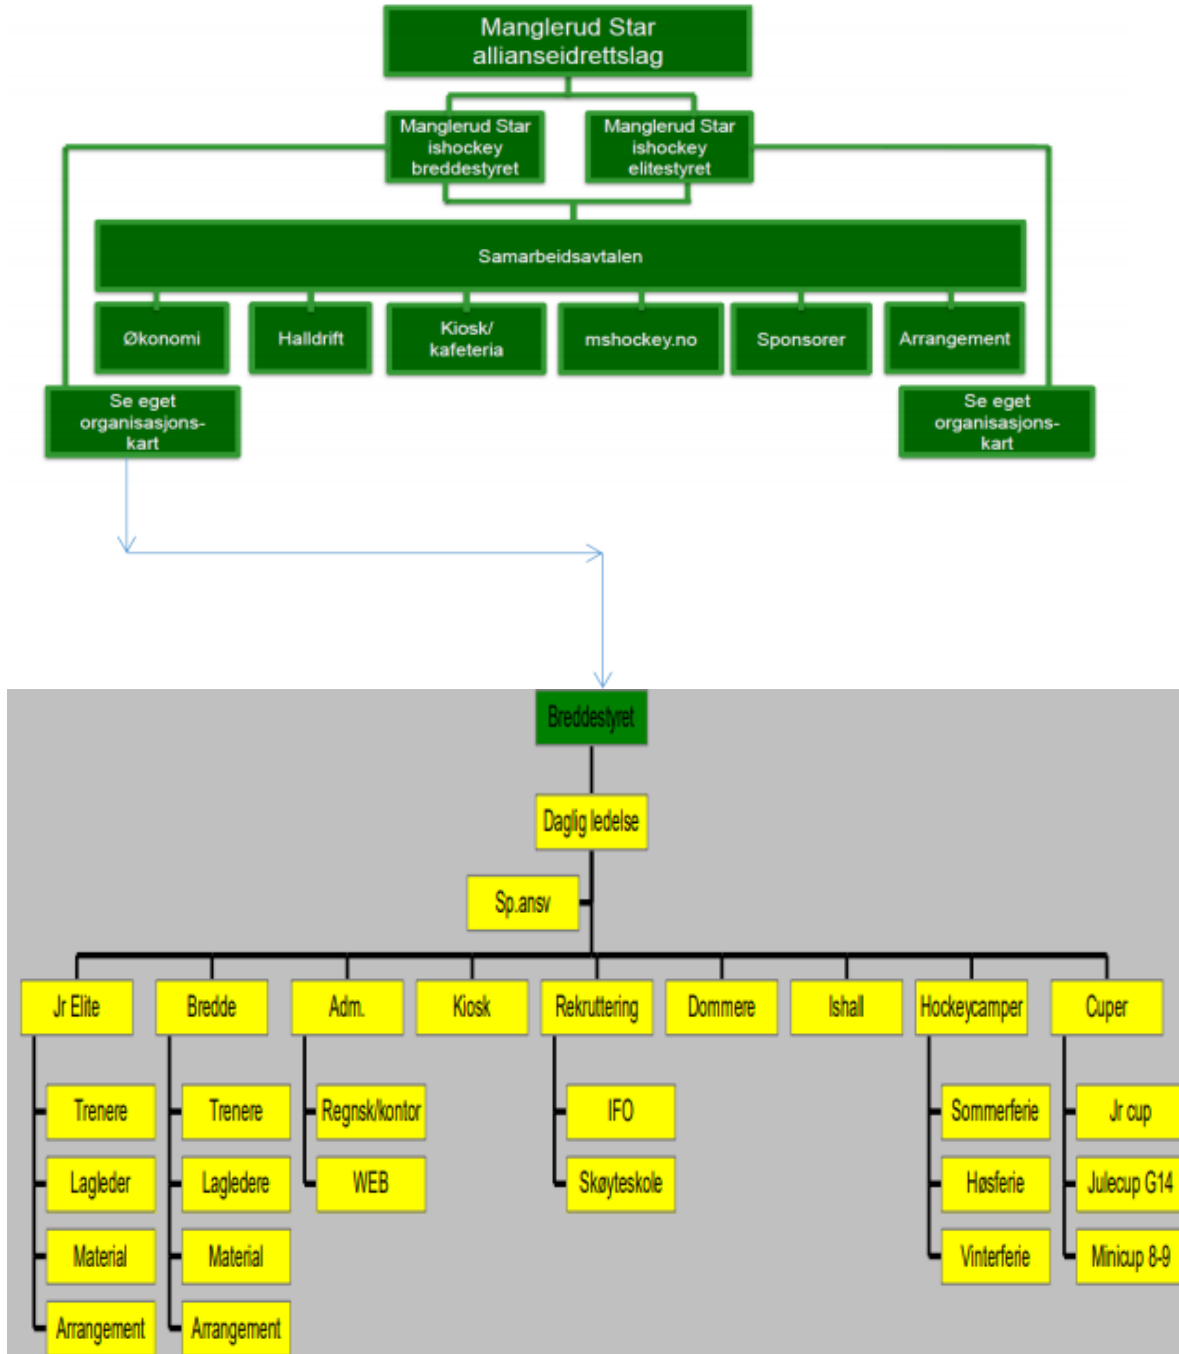 Manglerud Star
allianseidrettslag
Manglerud Star
ishockey
breddestyret
Manglerud Star
ishockey
elitestyret
Samarbeidsavtalen
Økonomi
Halldrift
Kiosk/
kafeteria
mshockey.no
Sponsorer
Arrangement
Se eget
organisasjons-
kart
Se eget
organisasjons-
kart
Breddestyret
Daglig ledelse
Sp.ansv
Jr Elite
Bredde
Adm.
Kiosk
Rekruttering
Dommere
Ishall
Hockeycamper
Cuper
Trenere
Trenere
Regnsk/kontor
IFO
Sommerferie
Jr cup
Lagleder
Lagledere
WEB
Skøyteskole
Høsferie
Julecup G14
Material
Material
Vinterferie
Minicup 8-9
Arrangement
Arrangement